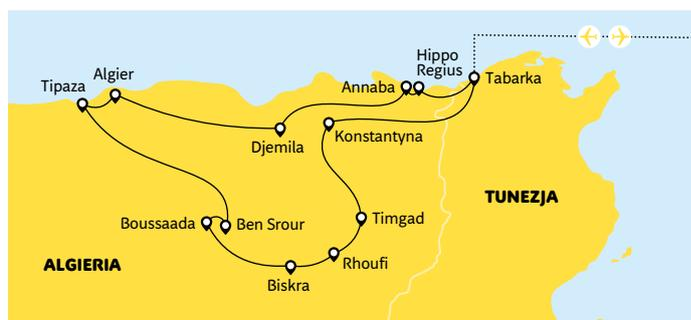 Hippo
Regius
Algier
Tipaza
Annaba
Tabarka
Djemila
Konstantyna
TUNEZJA
Timgad
Boussaada
Ben Srour
ALGIERIA
Rhoufi
Biskra